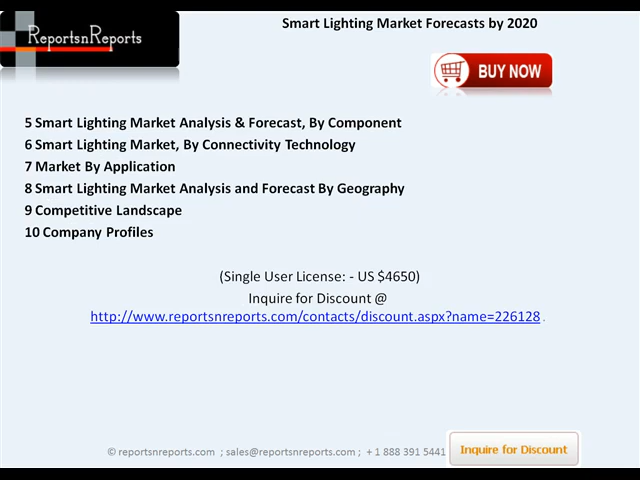 ReportsnReports
Smart Lighting Market Forecasts by 2020
BUY NOW
5 Smart Lighting Market Analysis & Forecast, By Component
6 Smart Lighting Market, By Connectivity Technology
7 Market By Application
8 Smart Lighting Market Analysis and Forecast By Geography
9 Competitive Landscape
10 Company Profiles
(Single User License: - US $4650)
Inquire for Discount @
http://www.reportsnreports.com/contacts/discount.aspx?name=226128 .
© reportsnreports.com ; sales@reportsnreports.com ; + 1 888 391 5441
Inquire for Discount